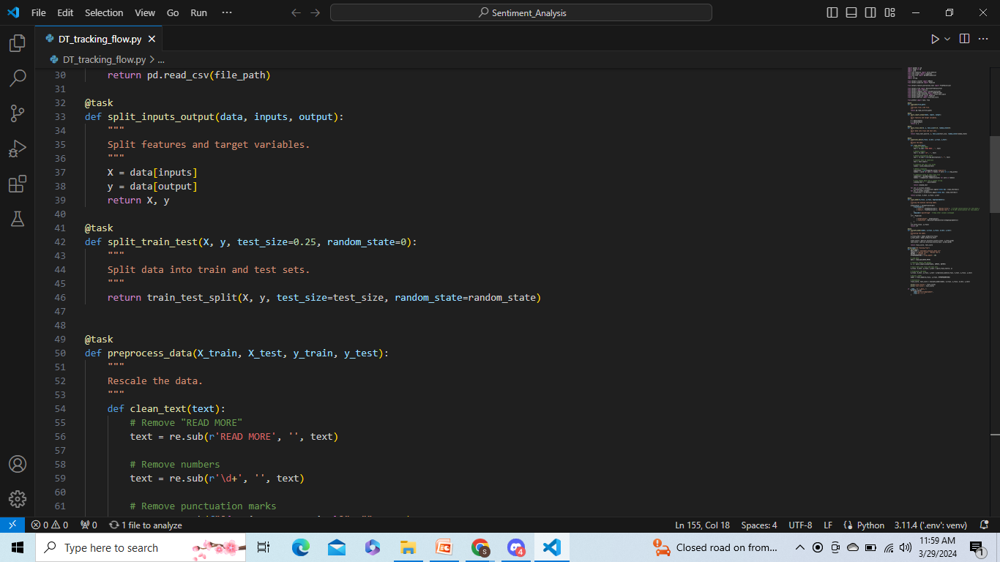 File Edit Selection View Go Run ··· Sentiment_Analysis
DT_tracking_flow.py
DT_tracking_flow.py > ...
30 return pd.read_csv(file_path)
31
32 @task
33 def split_inputs_output(data, inputs, output):
34 """
35 Split features and target variables.
36 """
37 X = data[inputs]
38 y = data[output]
39 return X, y
40
41 @task
42 def split_train_test(X, y, test_size=0.25, random_state=0):
43 """
44 Split data into train and test sets.
45 """
46 return train_test_split(X, y, test_size=test_size, random_state=random_state)
47
48
49 @task
50 def preprocess_data(X_train, X_test, y_train, y_test):
51 """
52 Rescale the data.
53 """
54 def clean_text(text):
55 # Remove "READ MORE"
56 text = re.sub(r'READ MORE', '', text)
57
58 # Remove numbers
59 text = re.sub(r'\d+', '', text)
60
61 # Remove punctuation marks
0 0 0 1 file to analyze Ln 155, Col 18 Spaces: 4 UTF-8 LF Python 3.11.4 ('.env': venv)
Type here to search S 4 Closed road on from... 11:59 AM
3/29/2024 1